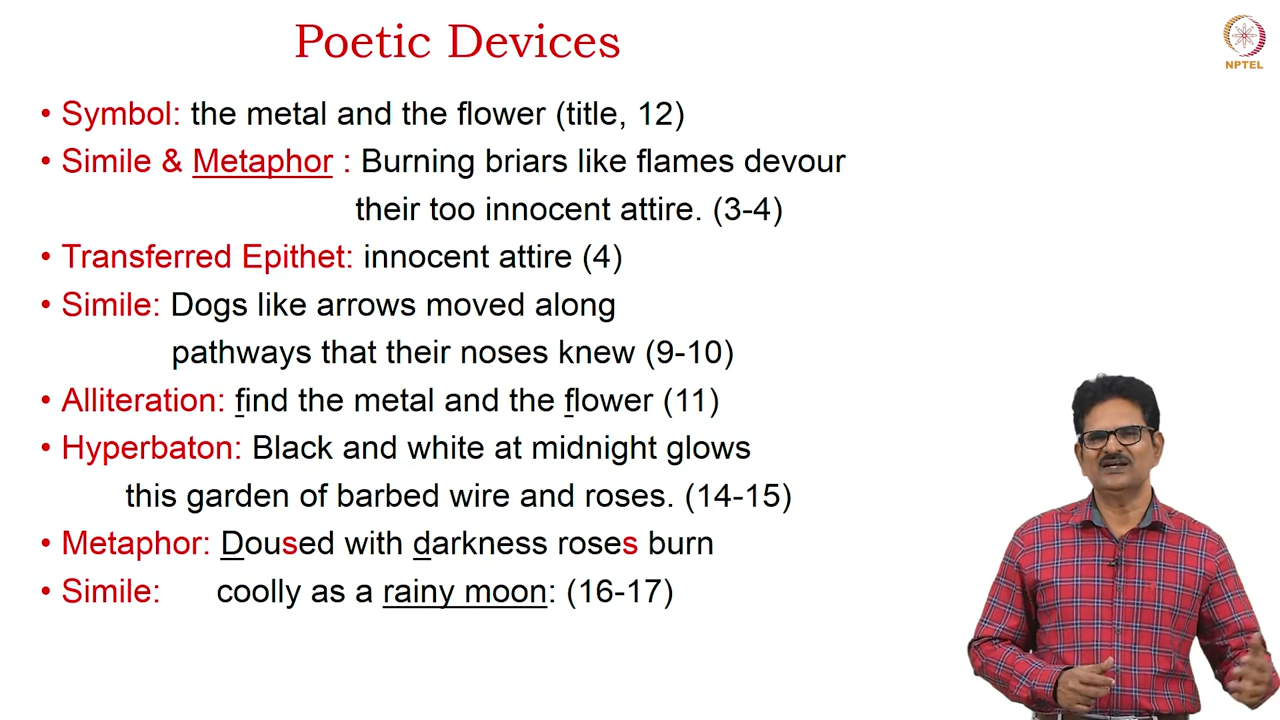 Poetic Devices
NPTEL
• Symbol: the metal and the flower (title, 12)
• Simile & Metaphor : Burning briars like flames devour
their too innocent attire. (3-4)
• Transferred Epithet: innocent attire (4)
• Simile: Dogs like arrows moved along
pathways that their noses knew (9-10)
• Alliteration: find the metal and the flower (11)
• Hyperbaton: Black and white at midnight glows
this garden of barbed wire and roses. (14-15)
• Metaphor: Doused with darkness roses burn
• Simile: coolly as a rainy moon: (16-17)